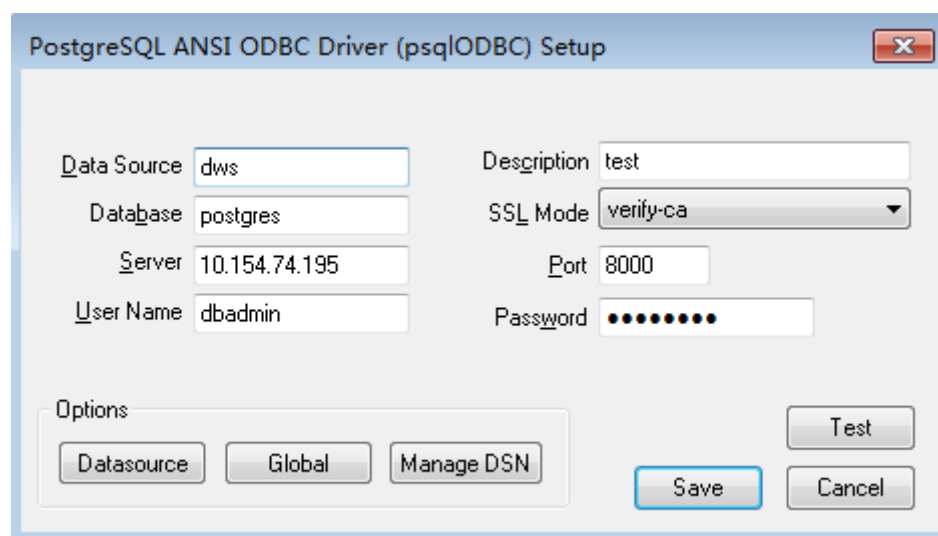 PostgreSQL ANSI ODBC Driver (psqlODBC) Setup
Data Source dws Description test
Database postgres SSL Mode verify-ca
Server 10.154.74.195 Port 8000
User Name dbadmin Password ●●●●●●●●
Options
Datasource Global Manage DSN
Test
Save Cancel